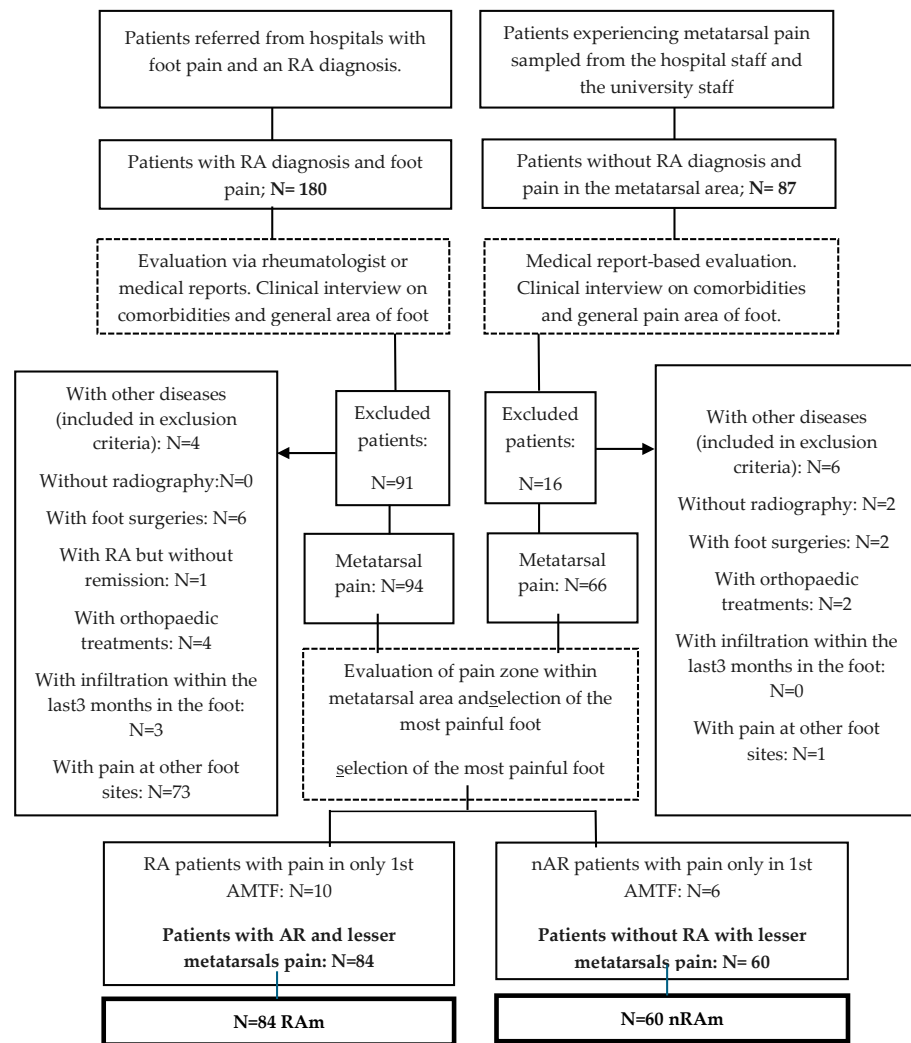 Patients referred from hospitals with
foot pain and an RA diagnosis.
Patients experiencing metatarsal pain
sampled from the hospital staff and
the university staff
Patients with RA diagnosis and foot
pain; N= 180
Patients without RA diagnosis and
pain in the metatarsal area; N= 87
Evaluation via rheumatologist or
medical reports. Clinical interview on
comorbidities and general area of foot
Medical report-based evaluation.
Clinical interview on comorbidities
and general pain area of foot.
With other diseases
(included in exclusion
criteria): N=4
Without radiography:N=0
With foot surgeries: N=6
With RA but without
remission: N=1
With orthopaedic
treatments: N=4
With infiltration within the
last3 months in the foot:
N=3
With pain at other foot
sites: N=73
Excluded
patients:
N=91
Excluded
patients:
N=16
With other diseases
(included in exclusion
criteria): N=6
Without radiography: N=2
With foot surgeries: N=2
With orthopaedic
treatments: N=2
With infiltration within the
last3 months in the foot:
N=0
With pain at other foot
sites: N=1
Metatarsal
pain: N=94
Metatarsal
pain: N=66
Evaluation of pain zone within
metatarsal area andselection of the
most painful foot
selection of the most painful foot
RA patients with pain in only 1st
AMTF: N=10
Patients with AR and lesser
metatarsals pain: N=84
nAR patients with pain only in 1st
AMTF: N=6
Patients without RA with lesser
metatarsals pain: N= 60
N=84 RAm
N=60 nRAm